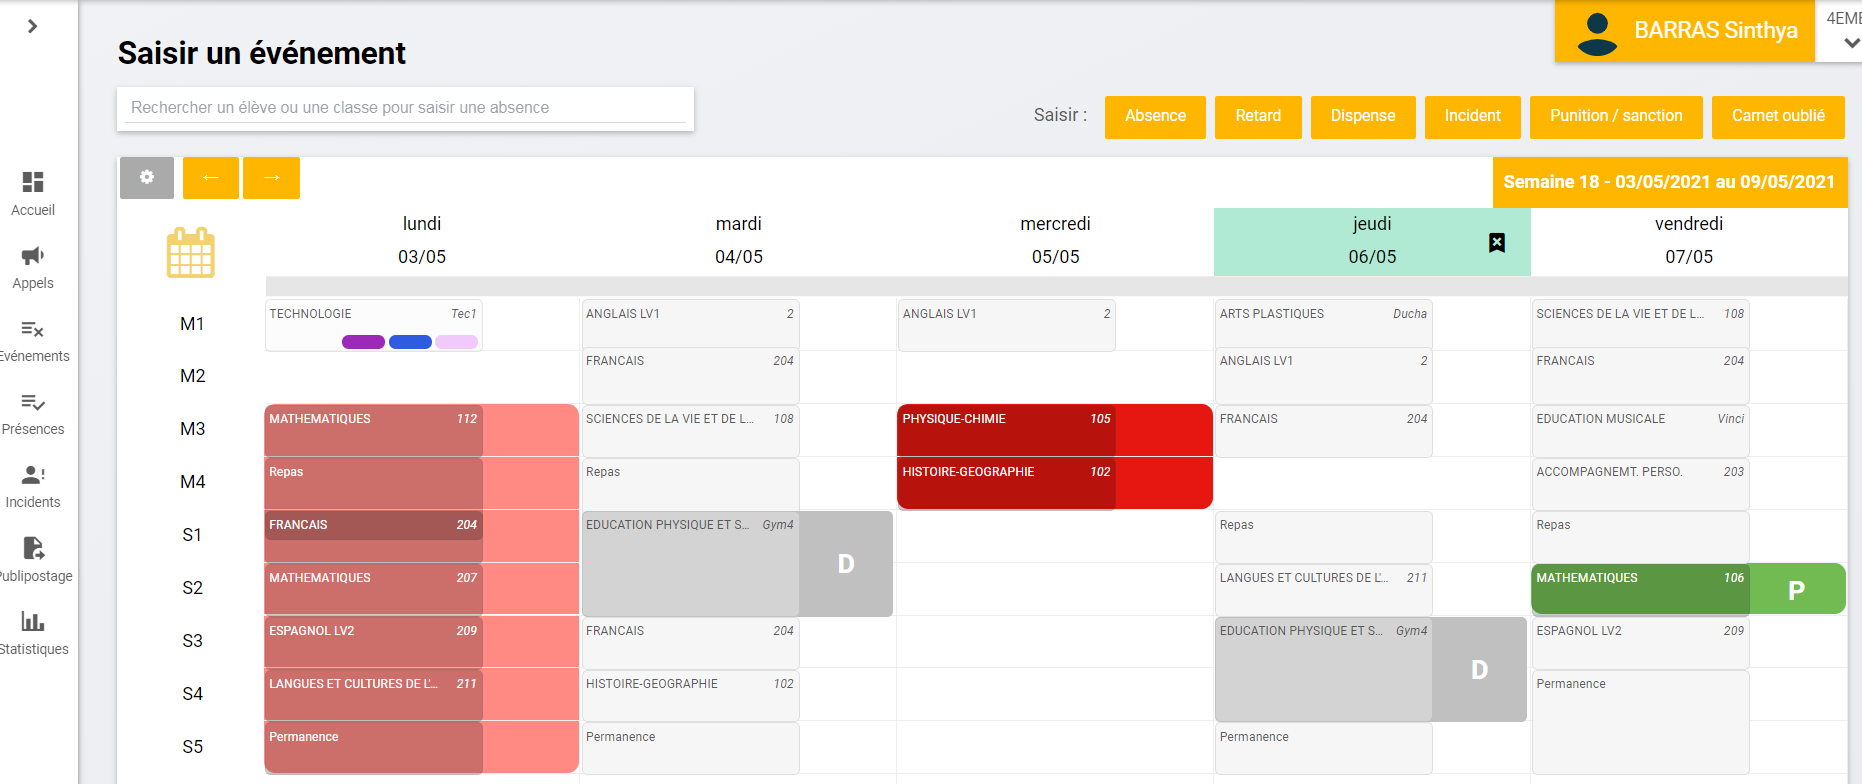 BARRAS Sinthya
4EME
Saisir un événement
Rechercher un élève ou une classe pour saisir une absence
Saisir : Absence Retard Dispense Incident Punition / sanction Carnet oublié
← → Semaine 18 - 03/05/2021 au 09/05/2021
Accueil
Appels
Evénements
Présences
Incidents
Publipostage
Statistiques
lundi mardi mercredi jeudi vendredi
03/05 04/05 05/05 06/05 07/05
M1 TECHNOLOGIE Tec1 ANGLAIS LV1 2 ANGLAIS LV1 2 ARTS PLASTIQUES Ducha SCIENCES DE LA VIE ET DE L... 108
M2 FRANCAIS 204 ANGLAIS LV1 2 FRANCAIS 204
M3 MATHEMATIQUES 112 SCIENCES DE LA VIE ET DE L... 108 PHYSIQUE-CHIMIE 105 FRANCAIS 204 EDUCATION MUSICALE Vinci
M4 Repas Repas HISTOIRE-GEOGRAPHIE 102 ACCOMPAGNEMT. PERSO. 203
S1 FRANCAIS 204 EDUCATION PHYSIQUE ET S... Gym4 D Repas Repas
S2 MATHEMATIQUES 207 LANGUES ET CULTURES DE L'... 211 MATHEMATIQUES 106 P
S3 ESPAGNOL LV2 209 FRANCAIS 204 EDUCATION PHYSIQUE ET S... Gym4 D ESPAGNOL LV2 209
S4 LANGUES ET CULTURES DE L'... 211 HISTOIRE-GEOGRAPHIE 102 Permanence
S5 Permanence Permanence Permanence